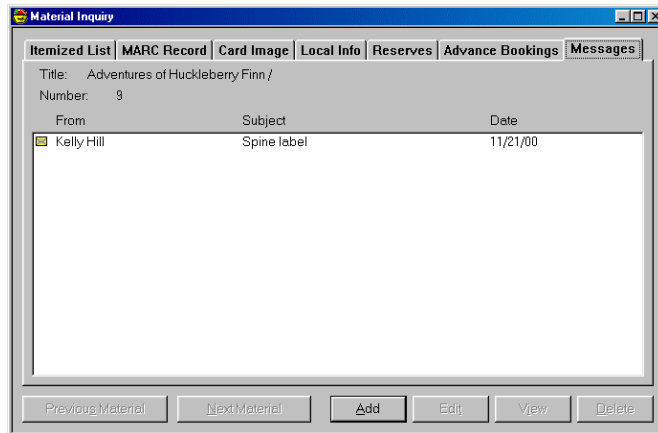 Material Inquiry
Itemized List MARC Record Card Image Local Info Reserves Advance Bookings Messages
Title: Adventures of Huckleberry Finn /
Number: 9
From Subject Date
Kelly Hill Spine label 11/21/00
Previous Material Next Material Add Edit View Delete